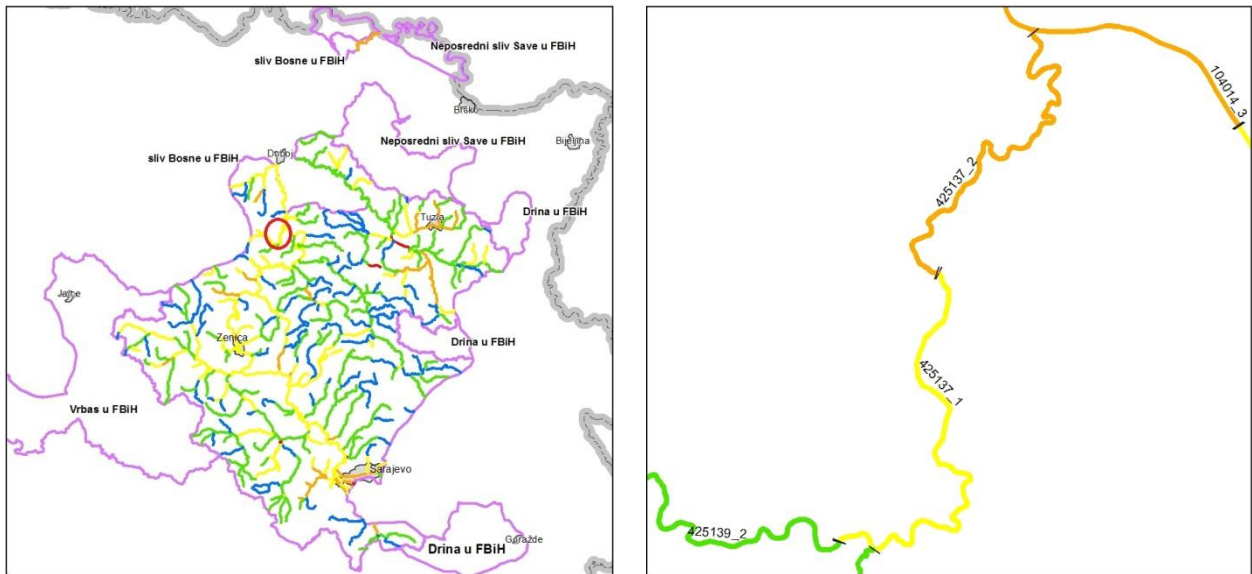 Neposredni sliv Save u FBiH
sliv Bosne u FBiH
Brčko
Bijeljina
Neposredni sliv Save u FBiH
sliv Bosne u FBiH
Doboj
Drina u FBiH
Tuzla
Jajce
Zenica
Drina u FBiH
Vrbas u FBiH
Sarajevo
Goražde
Drina u FBiH
104014_3
425137_2
425137_1
425139_2